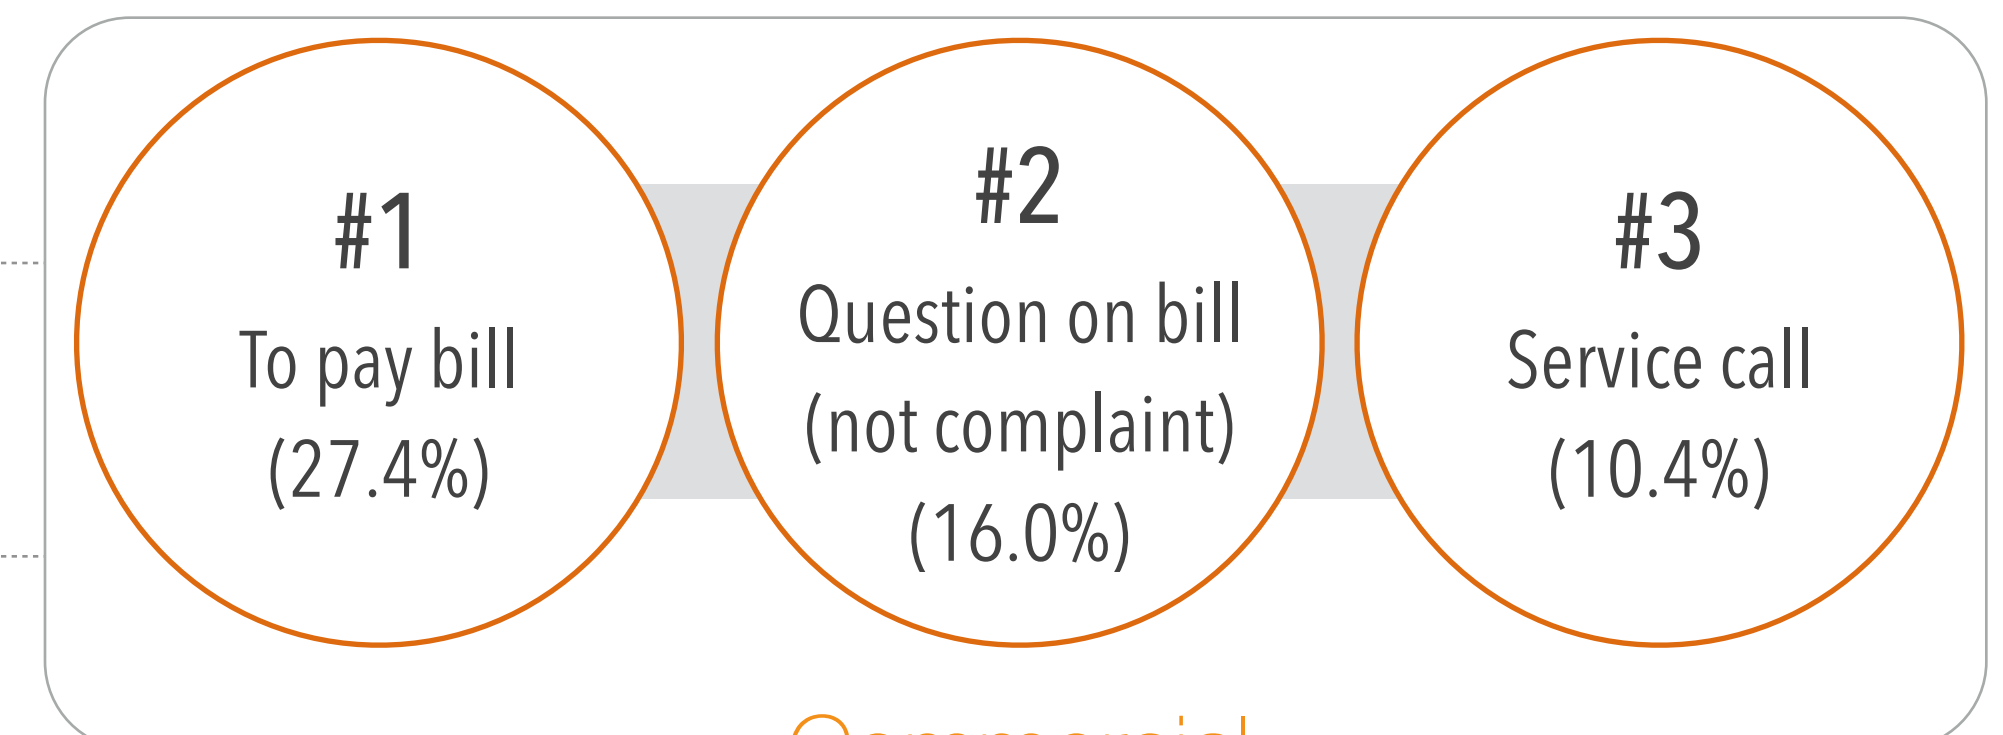 #1
To pay bill
(27.4%)
#2
Question on bill
(not complaint)
(16.0%)
#3
Service call
(10.4%)